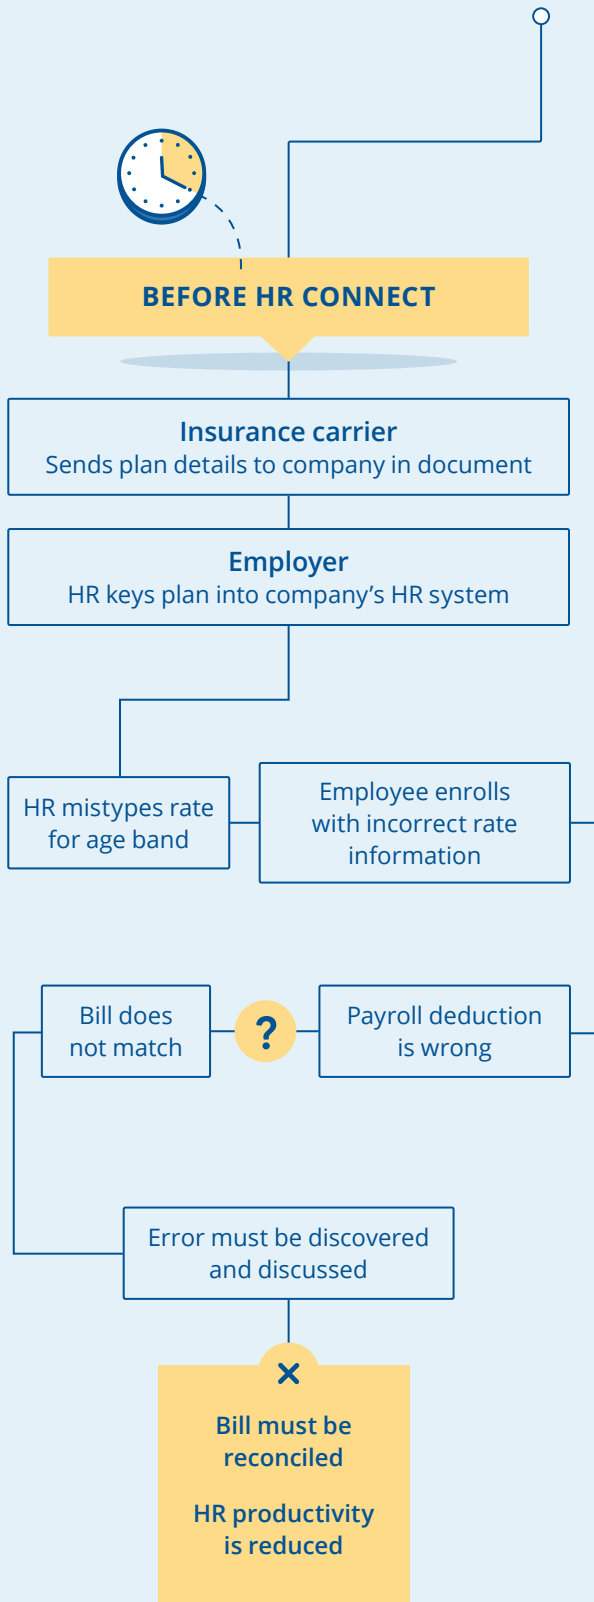 BEFORE HR CONNECT
Insurance carrier
Sends plan details to company in document
Employer
HR keys plan into company’s HR system
HR mistypes rate
for age band
Employee enrolls
with incorrect rate
information
Bill does
not match
?
Payroll deduction
is wrong
Error must be discovered
and discussed
Bill must be
reconciled
HR productivity
is reduced